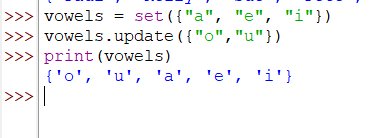 >>> vowels = set({"a", "e", "i"})
>>> vowels.update({"o","u"})
>>> print(vowels)
{'o', 'u', 'a', 'e', 'i'}
>>>